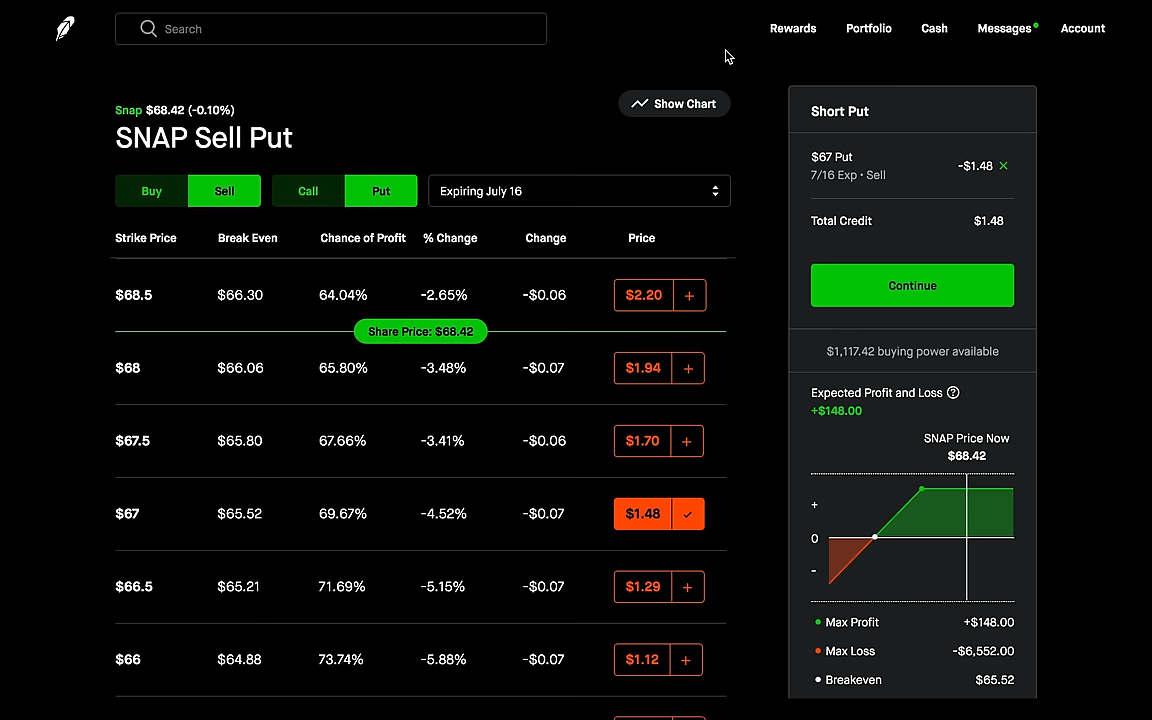 Search
Rewards
Portfolio
Cash
Messages
Account
Snap $68.42 (-0.10%)
SNAP Sell Put
Show Chart
Buy
Sell
Call
Put
Expiring July 16
Strike Price Break Even Chance of Profit % Change Change Price
$68.5 $66.30 64.04% -2.65% -$0.06 $2.20 +
Share Price: $68.42
$68 $66.06 65.80% -3.48% -$0.07 $1.94 +
$67.5 $65.80 67.66% -3.41% -$0.06 $1.70 +
$67 $65.52 69.67% -4.52% -$0.07 $1.48 ✓
$66.5 $65.21 71.69% -5.15% -$0.07 $1.29 +
$66 $64.88 73.74% -5.88% -$0.07 $1.12 +
Short Put
$67 Put -$1.48 ×
7/16 Exp • Sell
Total Credit $1.48
Continue
$1,117.42 buying power available
Expected Profit and Loss ?
+$148.00
SNAP Price Now
$68.42
+
0
-
Max Profit +$148.00
Max Loss -$6,552.00
Breakeven $65.52